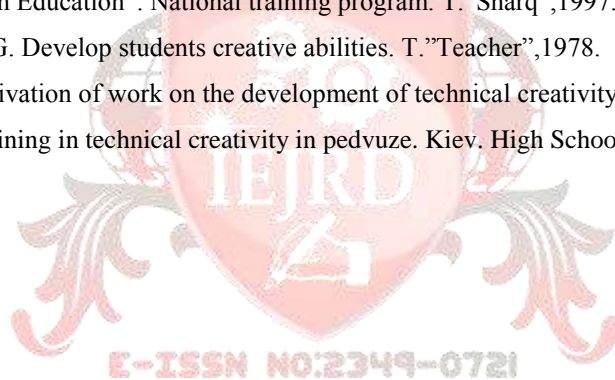 n Education". National training program. T."Sharq",1997.
G. Develop students creative abilities. T.”Teacher”,1978.
ivation of work on the development of technical creativity
ining in technical creativity in pedvuze. Kiev. High Schoo
IEJRD
E-ISSN NO:2349-0721